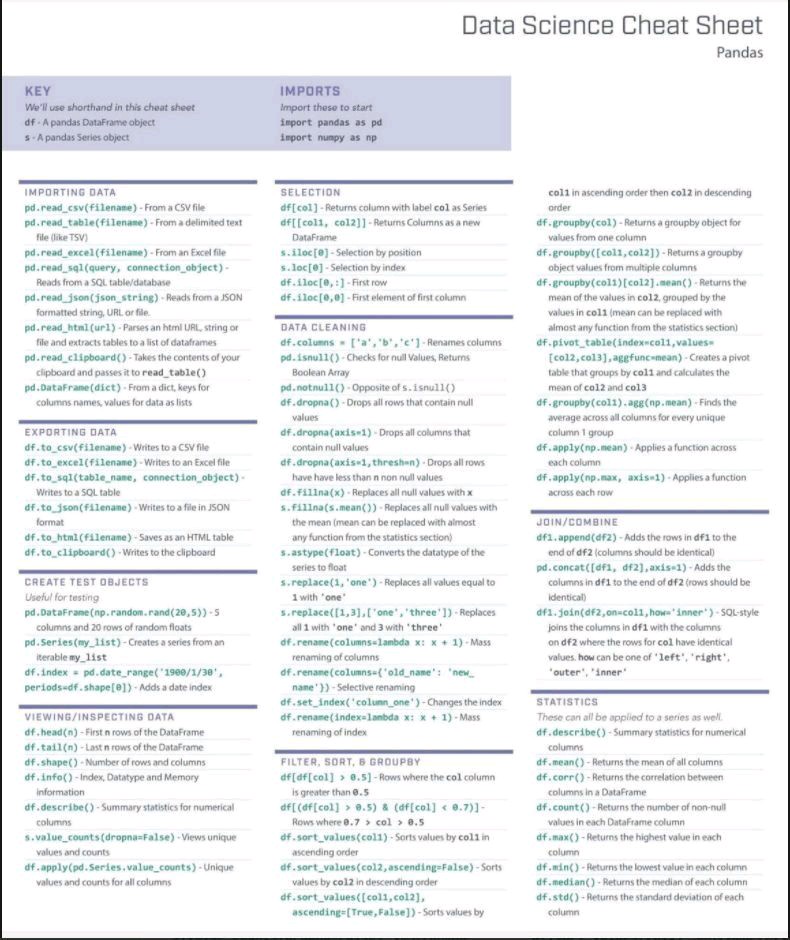 Data Science Cheat Sheet
Pandas
KEY
We'll use shorthand in this cheat sheet
df - A pandas DataFrame object
s - A pandas Series object
IMPORTS
Import these to start
import pandas as pd
import numpy as np
IMPORTING DATA
pd.read_csv(filename) - From a CSV file
pd.read_table(filename) - From a delimited text
file (like TSV)
pd.read_excel(filename) - From an Excel file
pd.read_sql(query, connection_object) -
Reads from a SQL table/database
pd.read_json(json_string) - Reads from a JSON
formatted string, URL or file.
pd.read_html(url) - Parses an html URL, string or
file and extracts tables to a list of dataframes
pd.read_clipboard() - Takes the contents of your
clipboard and passes it to read_table()
pd.DataFrame(dict) - From a dict, keys for
columns names, values for data as lists
EXPORTING DATA
df.to_csv(filename) - Writes to a CSV file
df.to_excel(filename) - Writes to an Excel file
df.to_sql(table_name, connection_object) -
Writes to a SQL table
df.to_json(filename) - Writes to a file in JSON
format
df.to_html(filename) - Saves as an HTML table
df.to_clipboard() - Writes to the clipboard
CREATE TEST OBJECTS
Useful for testing
pd.DataFrame(np.random.rand(20,5)) - 5
columns and 20 rows of random floats
pd.Series(my_list) - Creates a series from an
iterable my_list
df.index = pd.date_range('1900/1/30',
periods=df.shape[0]) - Adds a date index
VIEWING/INSPECTING DATA
df.head(n) - First n rows of the DataFrame
df.tail(n) - Last n rows of the DataFrame
df.shape() - Number of rows and columns
df.info() - Index, Datatype and Memory
information
df.describe() - Summary statistics for numerical
columns
s.value_counts(dropna=False) - Views unique
values and counts
df.apply(pd.Series.value_counts) - Unique
values and counts for all columns
SELECTION
df[col] - Returns column with label col as Series
df[[col1, col2]] - Returns Columns as a new
DataFrame
s.iloc[0] - Selection by position
s.loc[0] - Selection by index
df.iloc[0,:] - First row
df.iloc[0,0] - First element of first column
DATA CLEANING
df.columns = ['a','b','c'] - Renames columns
pd.isnull() - Checks for null Values, Returns
Boolean Array
pd.notnull() - Opposite of s.isnull()
df.dropna() - Drops all rows that contain null
values
df.dropna(axis=1) - Drops all columns that
contain null values
df.dropna(axis=1,thresh=n) - Drops all rows
have have less than n non null values
df.fillna(x) - Replaces all null values with x
s.fillna(s.mean()) - Replaces all null values with
the mean (mean can be replaced with almost
any function from the statistics section)
s.astype(float) - Converts the datatype of the
series to float
s.replace(1,'one') - Replaces all values equal to
1 with 'one'
s.replace([1,3],['one','three']) - Replaces
all 1 with 'one' and 3 with 'three'
df.rename(columns=lambda x: x + 1) - Mass
renaming of columns
df.rename(columns={'old_name': 'new_
name'}) - Selective renaming
df.set_index('column_one') - Changes the index
df.rename(index=lambda x: x + 1) - Mass
renaming of index
FILTER, SORT, & GROUPBY
df[df[col] > 0.5] - Rows where the col column
is greater than 0.5
df[(df[col] > 0.5) & (df[col] < 0.7)] -
Rows where 0.7 > col > 0.5
df.sort_values(col1) - Sorts values by col1 in
ascending order
df.sort_values(col2,ascending=False) - Sorts
values by col2 in descending order
df.sort_values([col1,col2],
ascending=[True,False]) - Sorts values by
col1 in ascending order then col2 in descending
order
df.groupby(col) - Returns a groupby object for
values from one column
df.groupby([col1,col2]) - Returns a groupby
object values from multiple columns
df.groupby(col1)[col2].mean() - Returns the
mean of the values in col2, grouped by the
values in col1 (mean can be replaced with
almost any function from the statistics section)
df.pivot_table(index=col1,values=
[col2,col3],aggfunc=mean) - Creates a pivot
table that groups by col1 and calculates the
mean of col2 and col3
df.groupby(col1).agg(np.mean) - Finds the
average across all columns for every unique
column 1 group
df.apply(np.mean) - Applies a function across
each column
df.apply(np.max, axis=1) - Applies a function
across each row
JOIN/COMBINE
df1.append(df2) - Adds the rows in df1 to the
end of df2 (columns should be identical)
pd.concat([df1, df2],axis=1) - Adds the
columns in df1 to the end of df2 (rows should be
identical)
df1.join(df2,on=col1,how='inner') - SQL-style
joins the columns in df1 with the columns
on df2 where the rows for col have identical
values. how can be one of 'left', 'right',
'outer', 'inner'
STATISTICS
These can all be applied to a series as well.
df.describe() - Summary statistics for numerical
columns
df.mean() - Returns the mean of all columns
df.corr() - Returns the correlation between
columns in a DataFrame
df.count() - Returns the number of non-null
values in each DataFrame column
df.max() - Returns the highest value in each
column
df.min() - Returns the lowest value in each column
df.median() - Returns the median of each column
df.std() - Returns the standard deviation of each
column